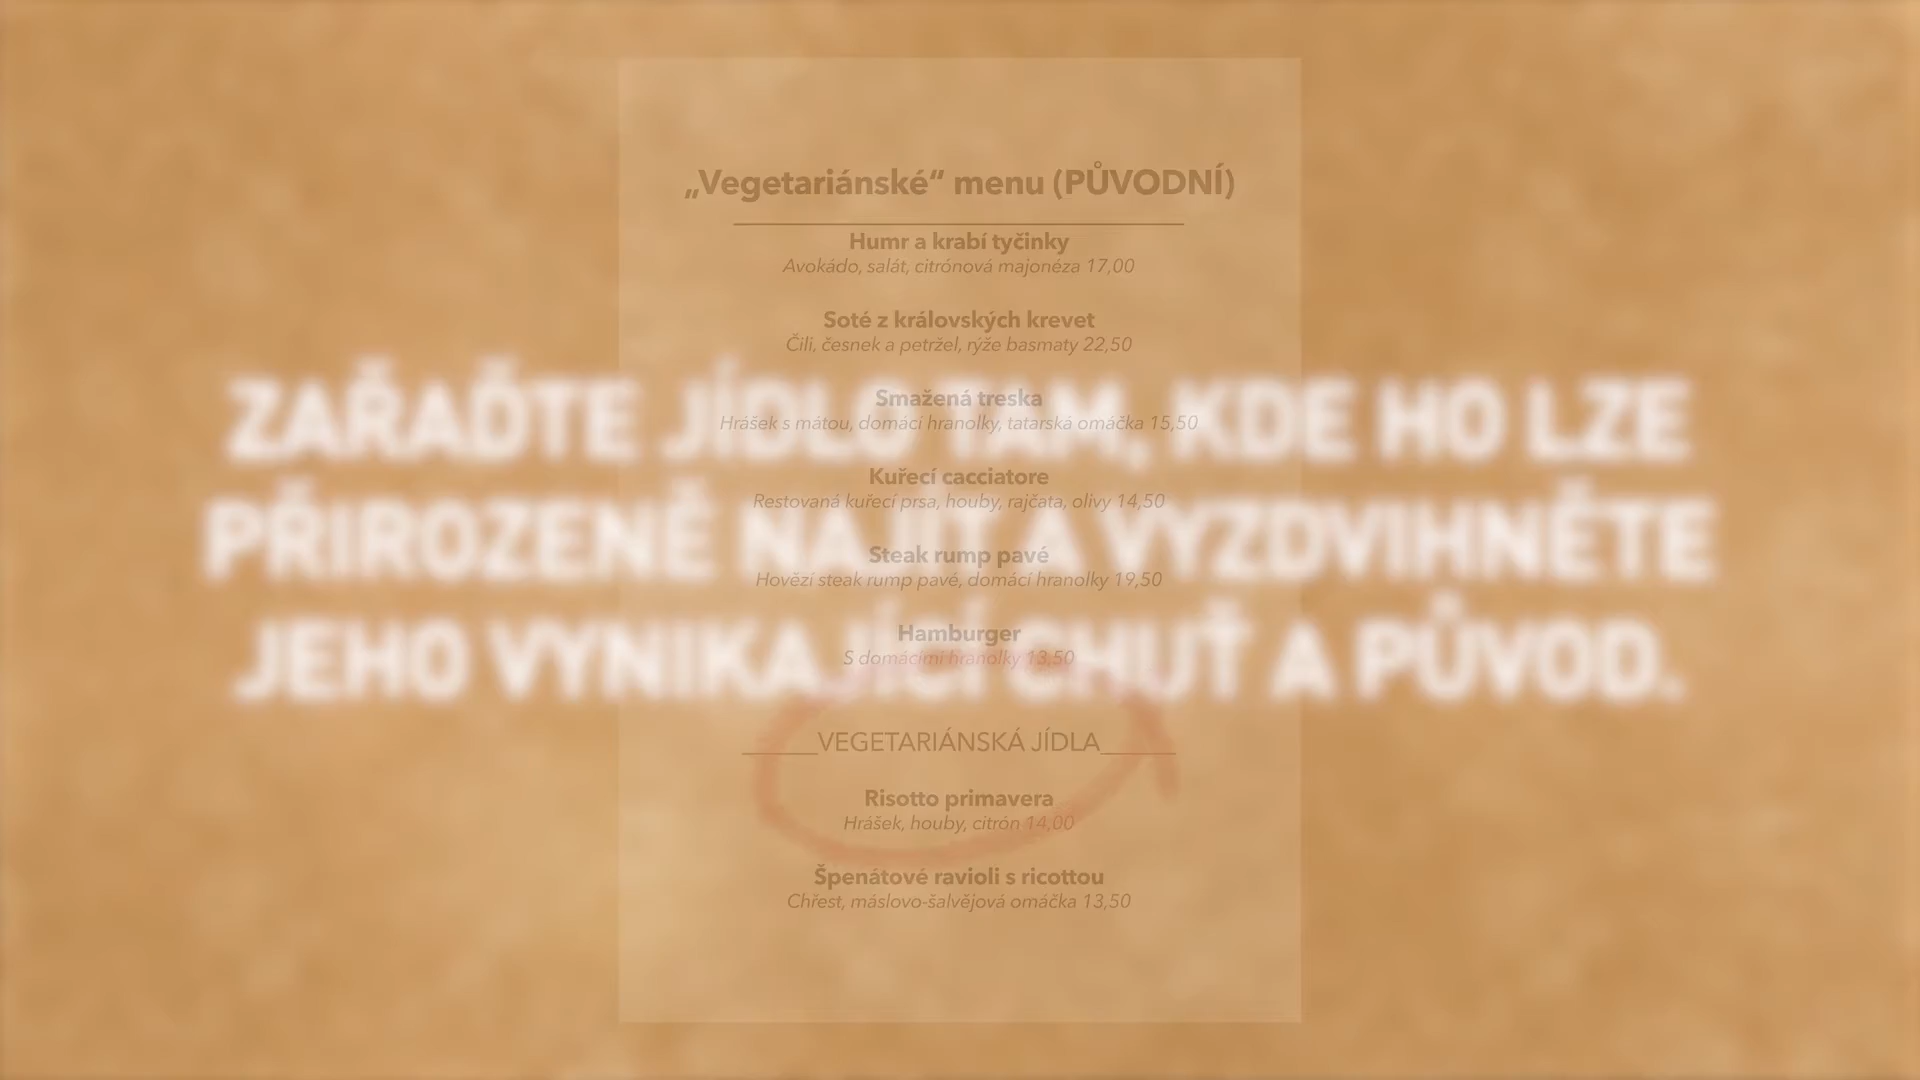 „Vegetariánské“ menu (PŮVODNÍ)
Humr a krabí tyčinky
Avokádo, salát, citrónová majonéza 17,00
Soté z královských krevet
Čili, česnek a petržel, rýže basmaty 22,50
Smažená treska
Hrášek s mátou, domácí hranolky, tatarská omáčka 15,50
Kuřecí cacciatore
Restovaná kuřecí prsa, houby, rajčata, olivy 14,50
Steak rump pavé
Hovězí steak rump pavé, domácí hranolky 19,50
Hamburger
S domácími hranolky 13,50
VEGETARIÁNSKÁ JÍDLA
Risotto primavera
Hrášek, houby, citrón 14,00
Špenátové ravioli s ricottou
Chřest, máslovo-šalvějová omáčka 13,50
ZAŘAĎTE JÍDLO TAM, KDE HO LZE
PŘIROZENĚ NAJÍT A VYZDVIHNĚTE
JEHO VYNIKAJÍCÍ CHUŤ A PŮVOD.